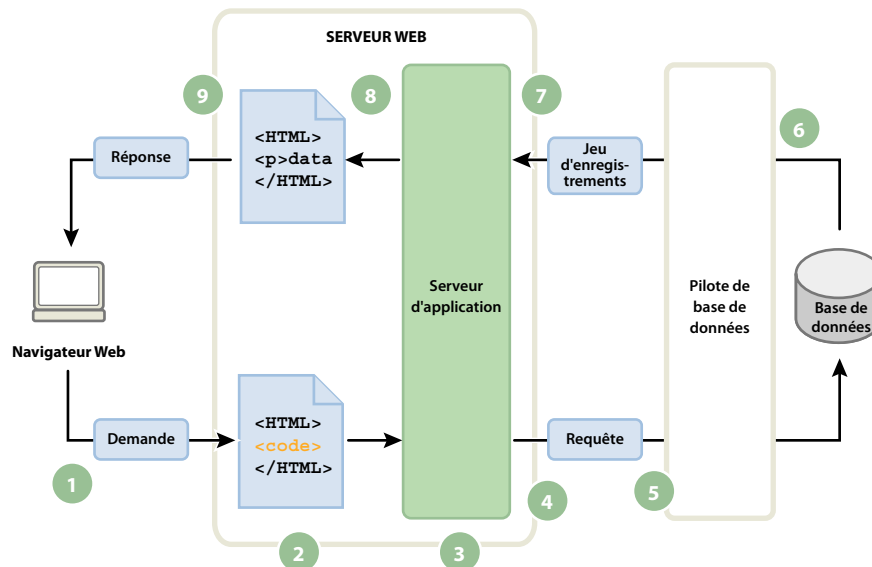 SERVEUR WEB
9
8
7
6
<HTML>
<p>data
</HTML>
Réponse
Jeu
d'enregis-
trements
Serveur
d'application
Pilote de
base de
données
Base de
données
Navigateur Web
<HTML>
<code>
</HTML>
Demande
Requête
1
2
3
4
5